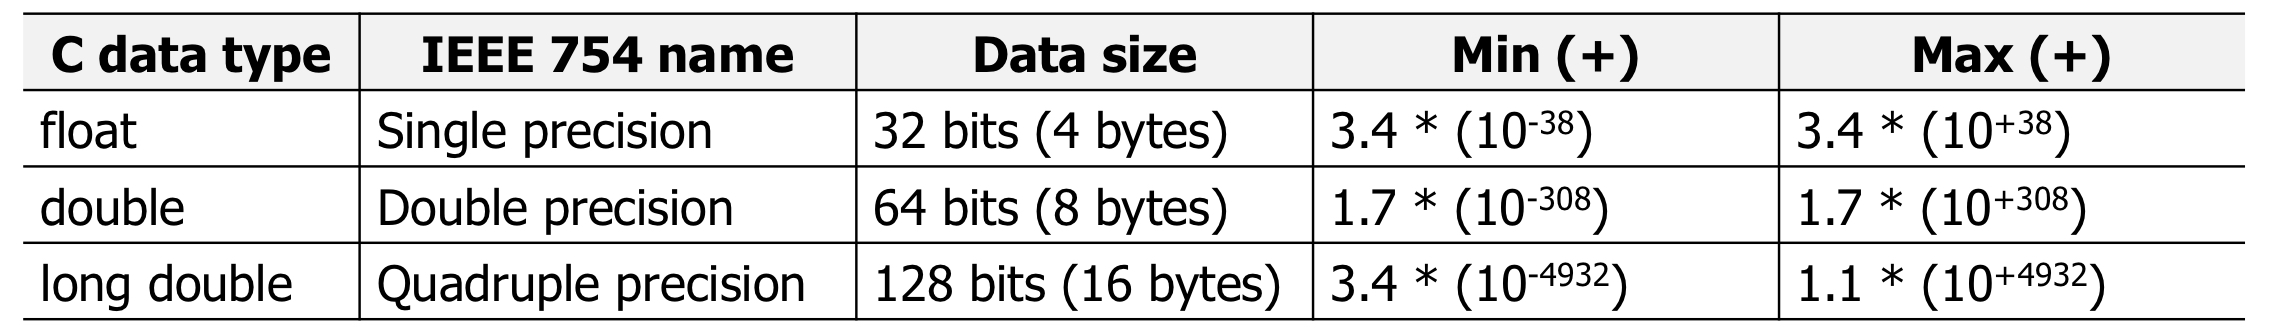 C data type IEEE 754 name Data size Min (+) Max (+)
float Single precision 32 bits (4 bytes) 3.4 * (10-38) 3.4 * (10+38)
double Double precision 64 bits (8 bytes) 1.7 * (10-308) 1.7 * (10+308)
long double Quadruple precision 128 bits (16 bytes) 3.4 * (10-4932) 1.1 * (10+4932)